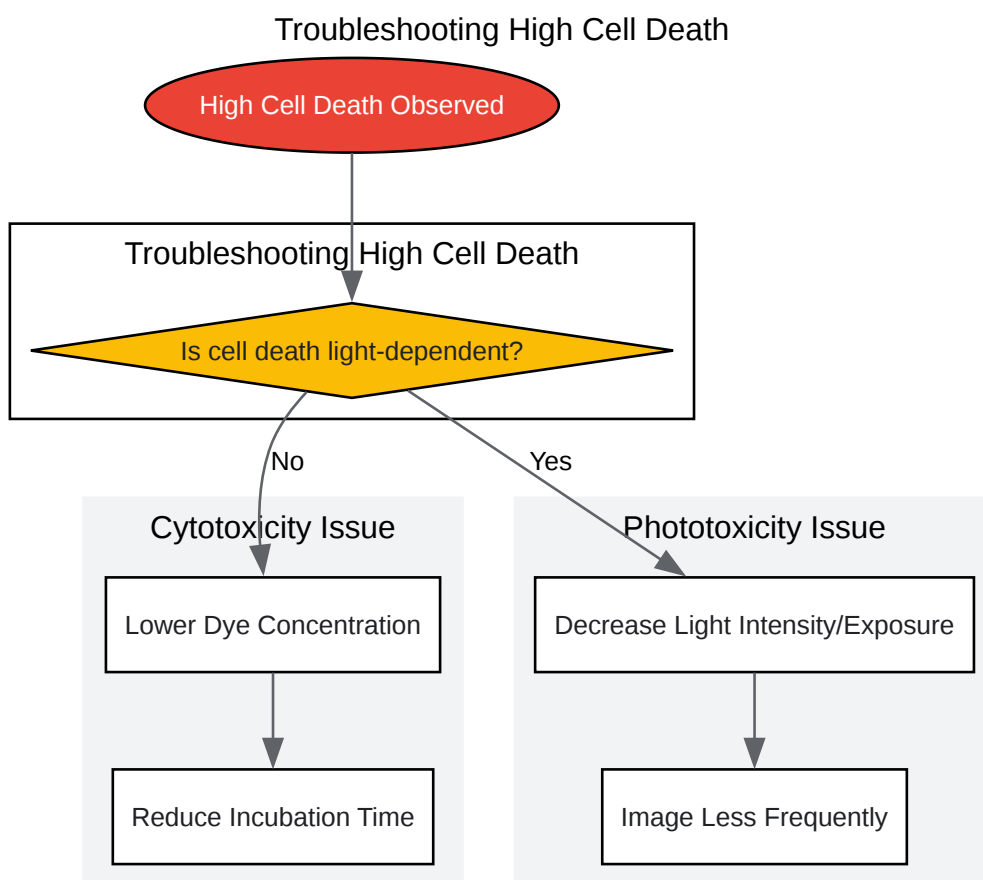 Troubleshooting High Cell Death
High Cell Death Observed
Troubleshooting High Cell Death
Is cell death light-dependent?
No
Yes
Cytotoxicity Issue
Phototoxicity Issue
Lower Dye Concentration
Decrease Light Intensity/Exposure
Reduce Incubation Time
Image Less Frequently